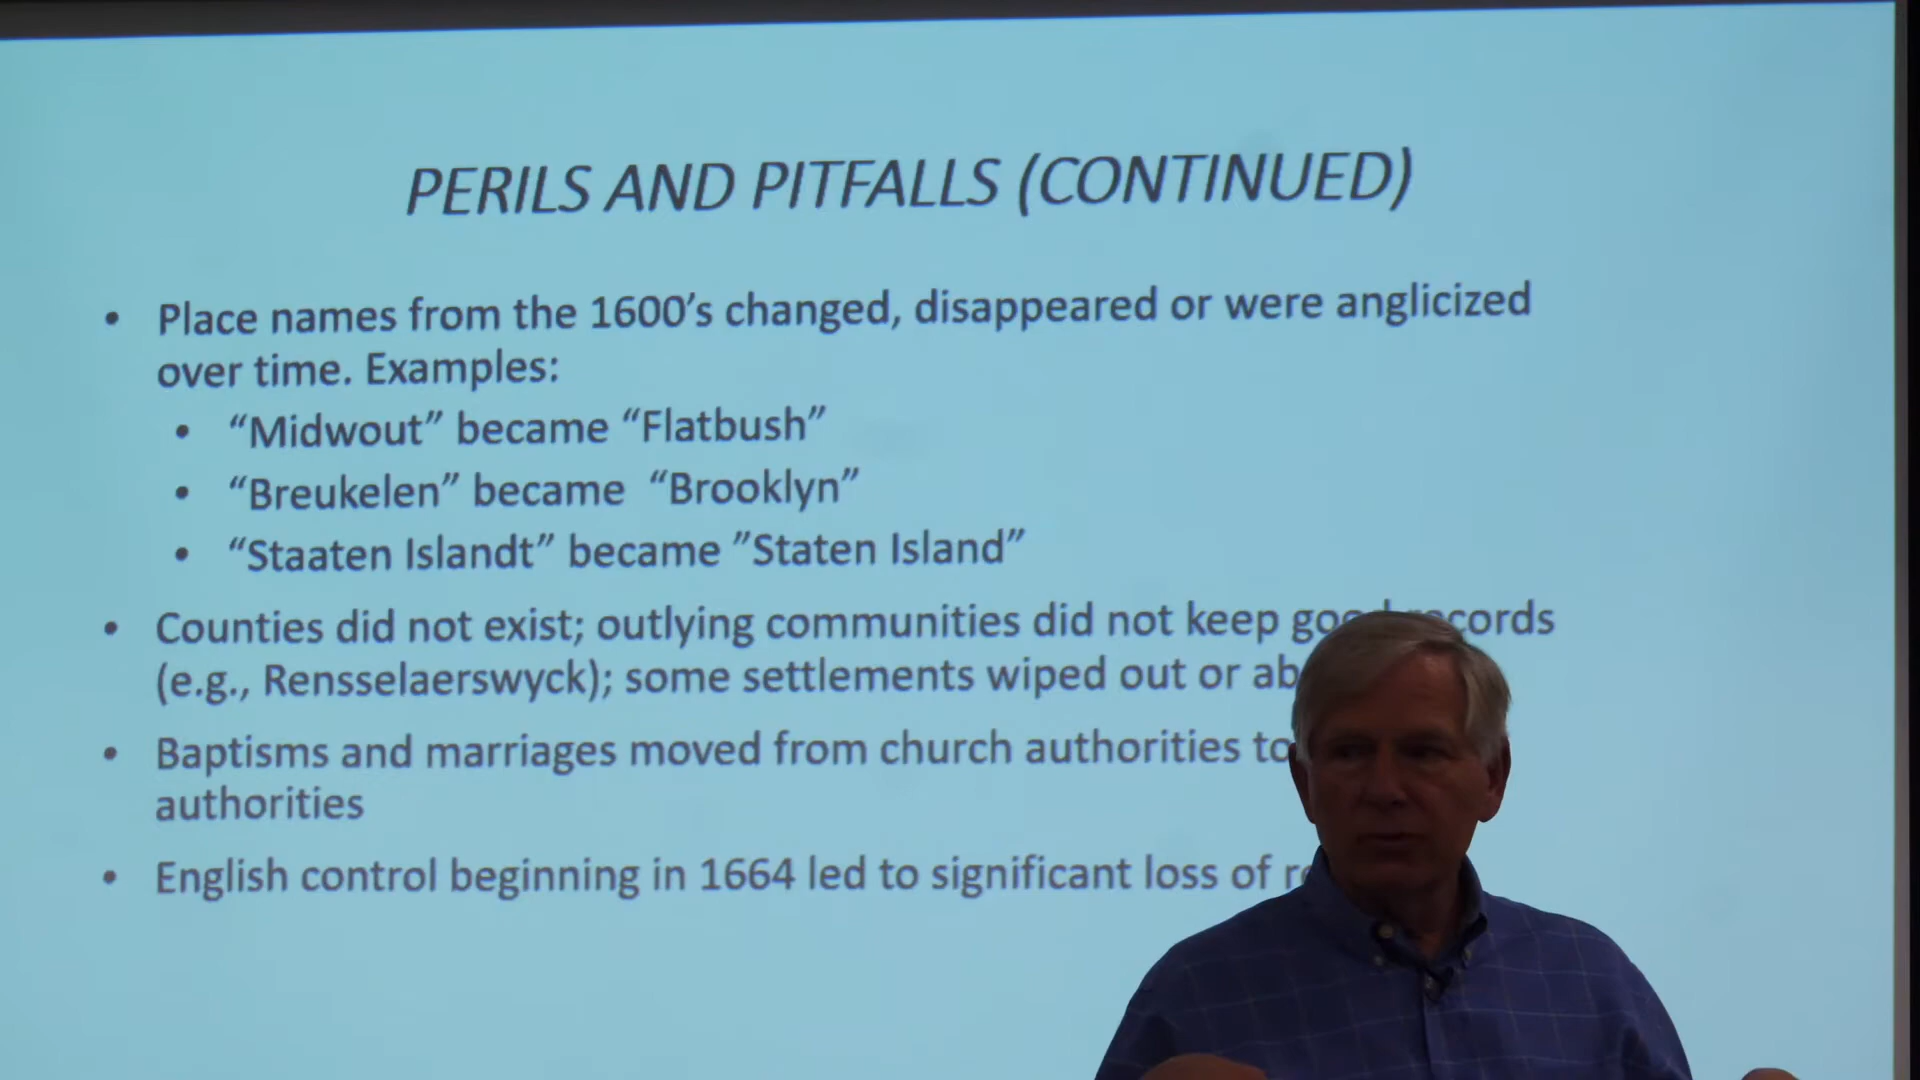 PERILS AND PITFALLS (CONTINUED)
• Place names from the 1600's changed, disappeared or were anglicized
over time. Examples:
• “Midwout” became “Flatbush”
• “Breukelen” became “Brooklyn”
• “Staaten Islandt” became ”Staten Island”
• Counties did not exist; outlying communities did not keep records
(e.g., Rensselaerswyck); some settlements wiped out or
• Baptisms and marriages moved from church authorities to
authorities
• English control beginning in 1664 led to significant loss of